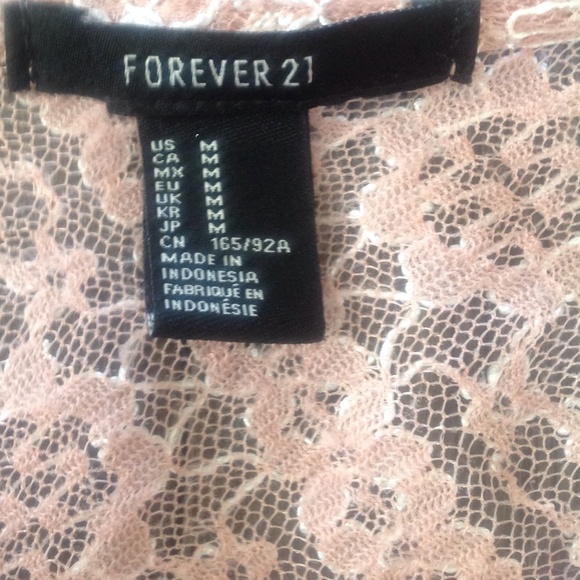 FOREVER 21
US M
CA M
MX M
EU M
UK M
KR M
JP M
CN 165/92A
MADE IN
INDONESIA
FABRIQUÉ EN
INDONÉSIE